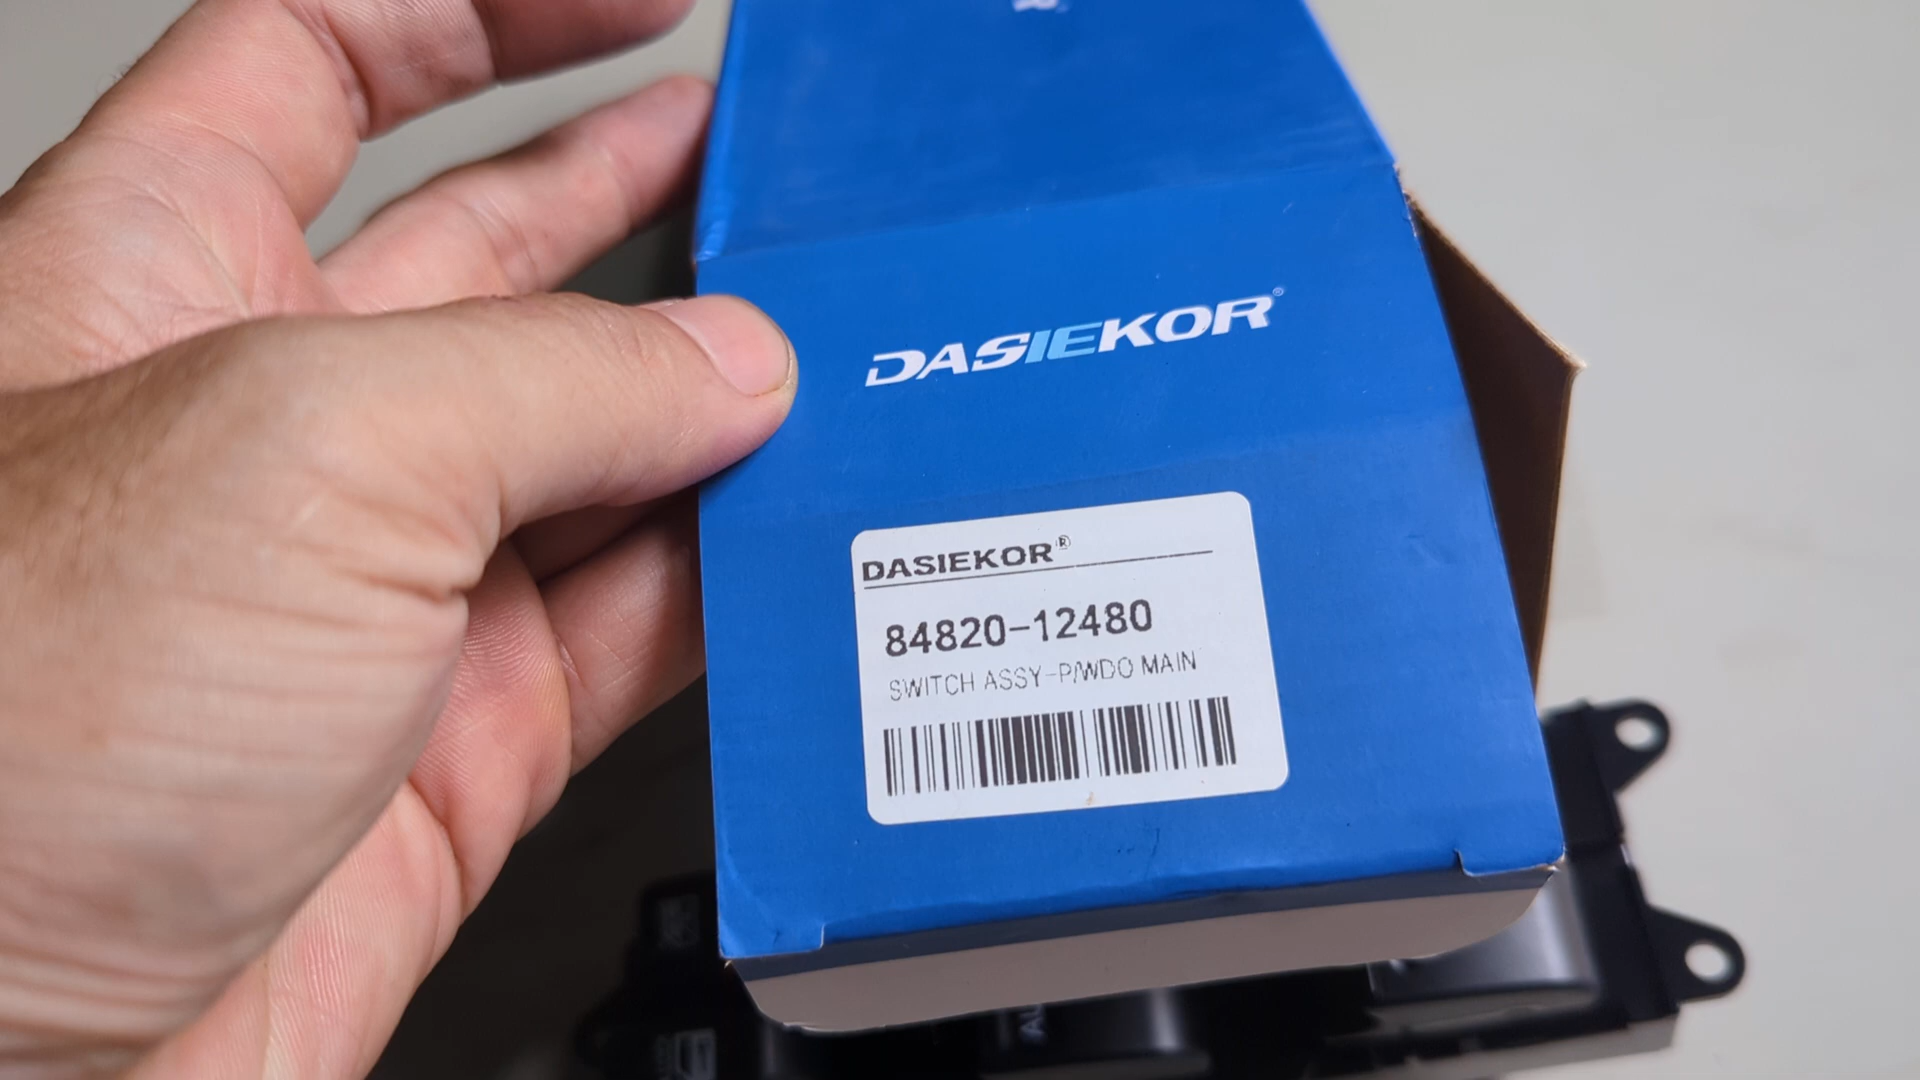 DASIEKOR®
DASIEKOR®
84820-12480
SWITCH ASSY-P/WDO MAIN